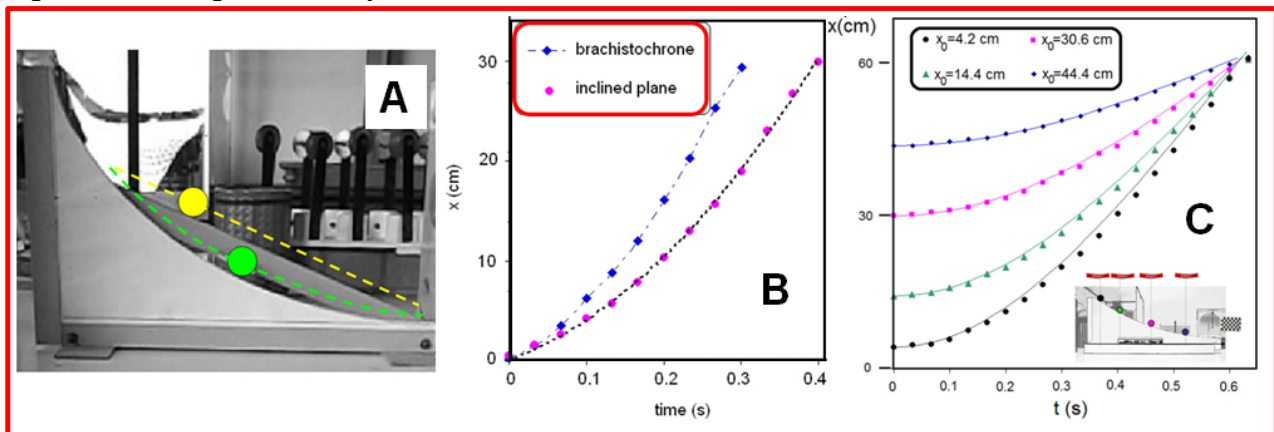 A
x (cm)
30
20
10
0
brachistochrone
inclined plane
B
0 0.1 0.2 0.3 0.4
time (s)
x(cm)
60
30
0
x0=4.2 cm x0=30.6 cm
x0=14.4 cm x0=44.4 cm
C
0 0.1 0.2 0.3 0.4 0.5 0.6
t (s)